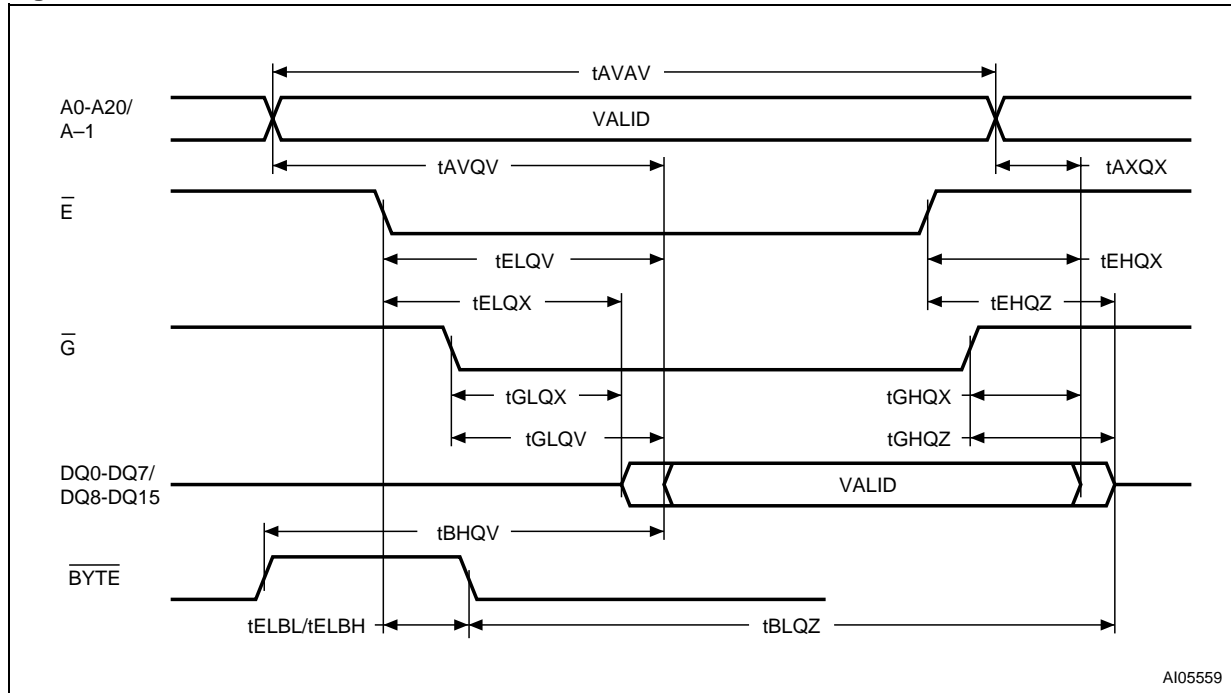 tAVAV
A0-A20/
A–1
VALID
tAVQV
tAXQX
E̅
tELQV
tEHQX
tELQX
tEHQZ
G̅
tGLQX
tGHQX
tGLQV
tGHQZ
DQ0-DQ7/
DQ8-DQ15
VALID
tBHQV
B̅Y̅T̅E̅
tELBL/tELBH
tBLQZ
AI05559